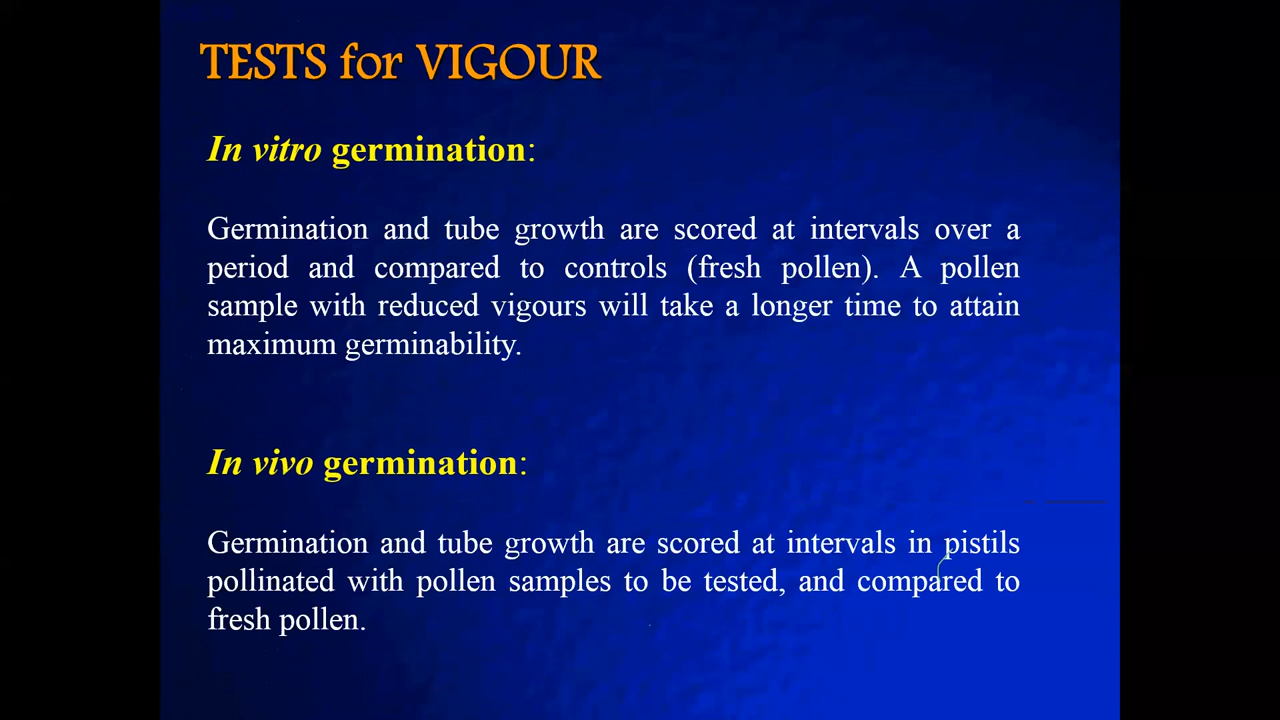 TESTS for VIGOUR
In vitro germination:
Germination and tube growth are scored at intervals over a
period and compared to controls (fresh pollen). A pollen
sample with reduced vigours will take a longer time to attain
maximum germinability.
In vivo germination:
Germination and tube growth are scored at intervals in pistils
pollinated with pollen samples to be tested, and compared to
fresh pollen.